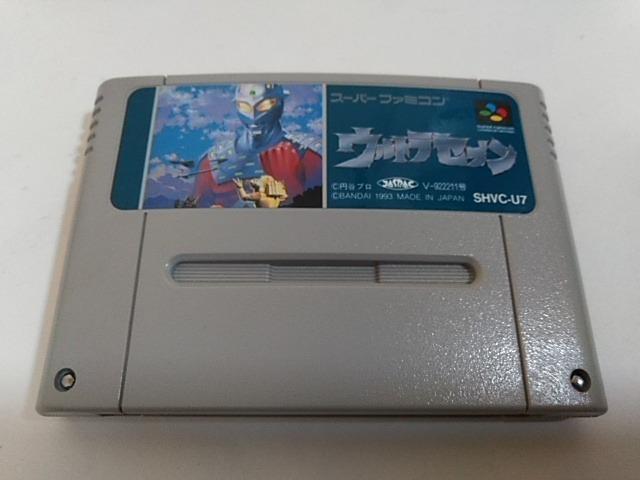 スーパーファミコン
ウルトラセブン
©円谷プロ JASRAC V-922211号
©BANDAI 1993 MADE IN JAPAN SHVC-U7